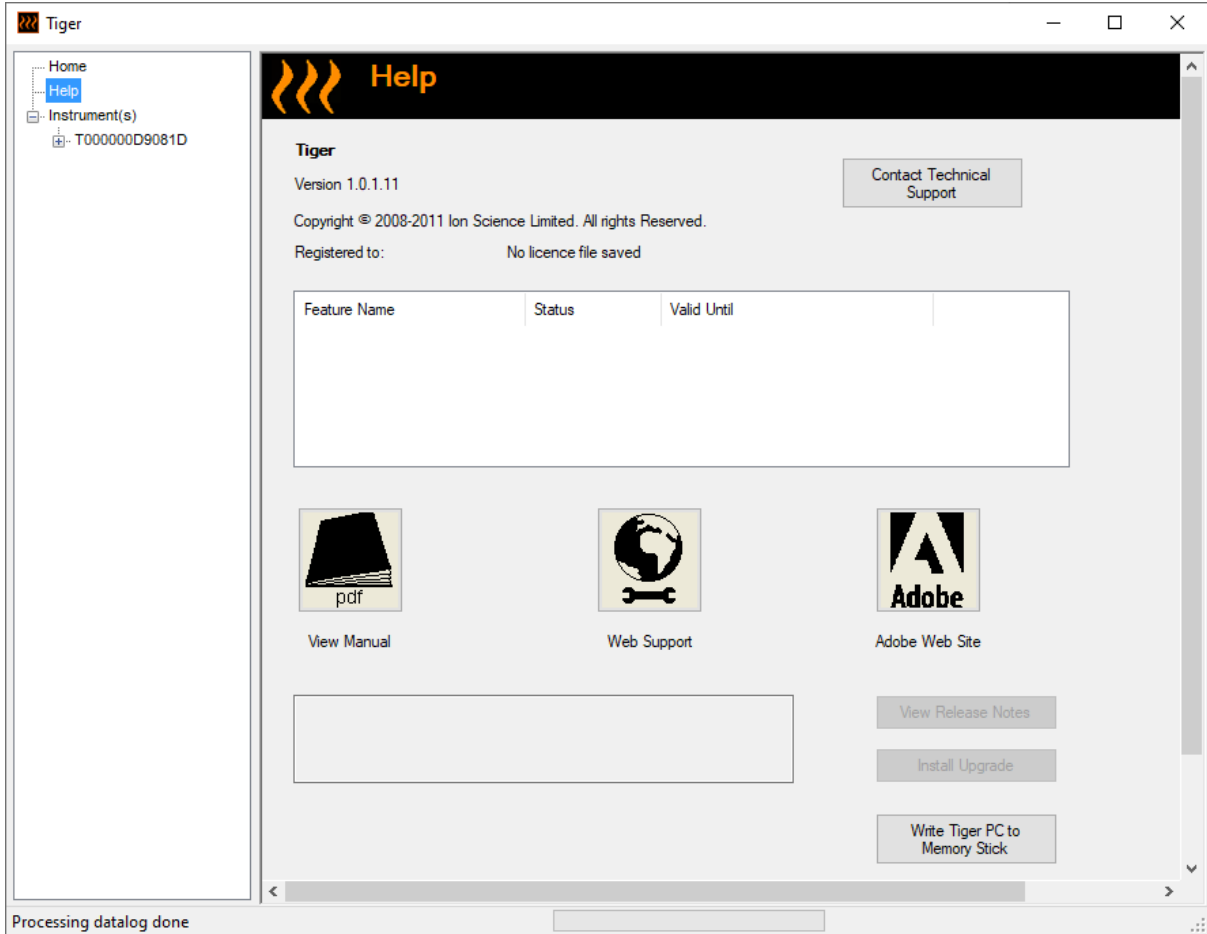 Tiger
Home
Help
Instrument(s)
T000000D9081D
Help
Tiger
Version 1.0.1.11
Contact Technical
Support
Copyright © 2008-2011 Ion Science Limited. All rights Reserved.
Registered to: No licence file saved
Feature Name Status Valid Until
pdf
Adobe
View Manual Web Support Adobe Web Site
View Release Notes
Install Upgrade
Write Tiger PC to
Memory Stick
Processing datalog done